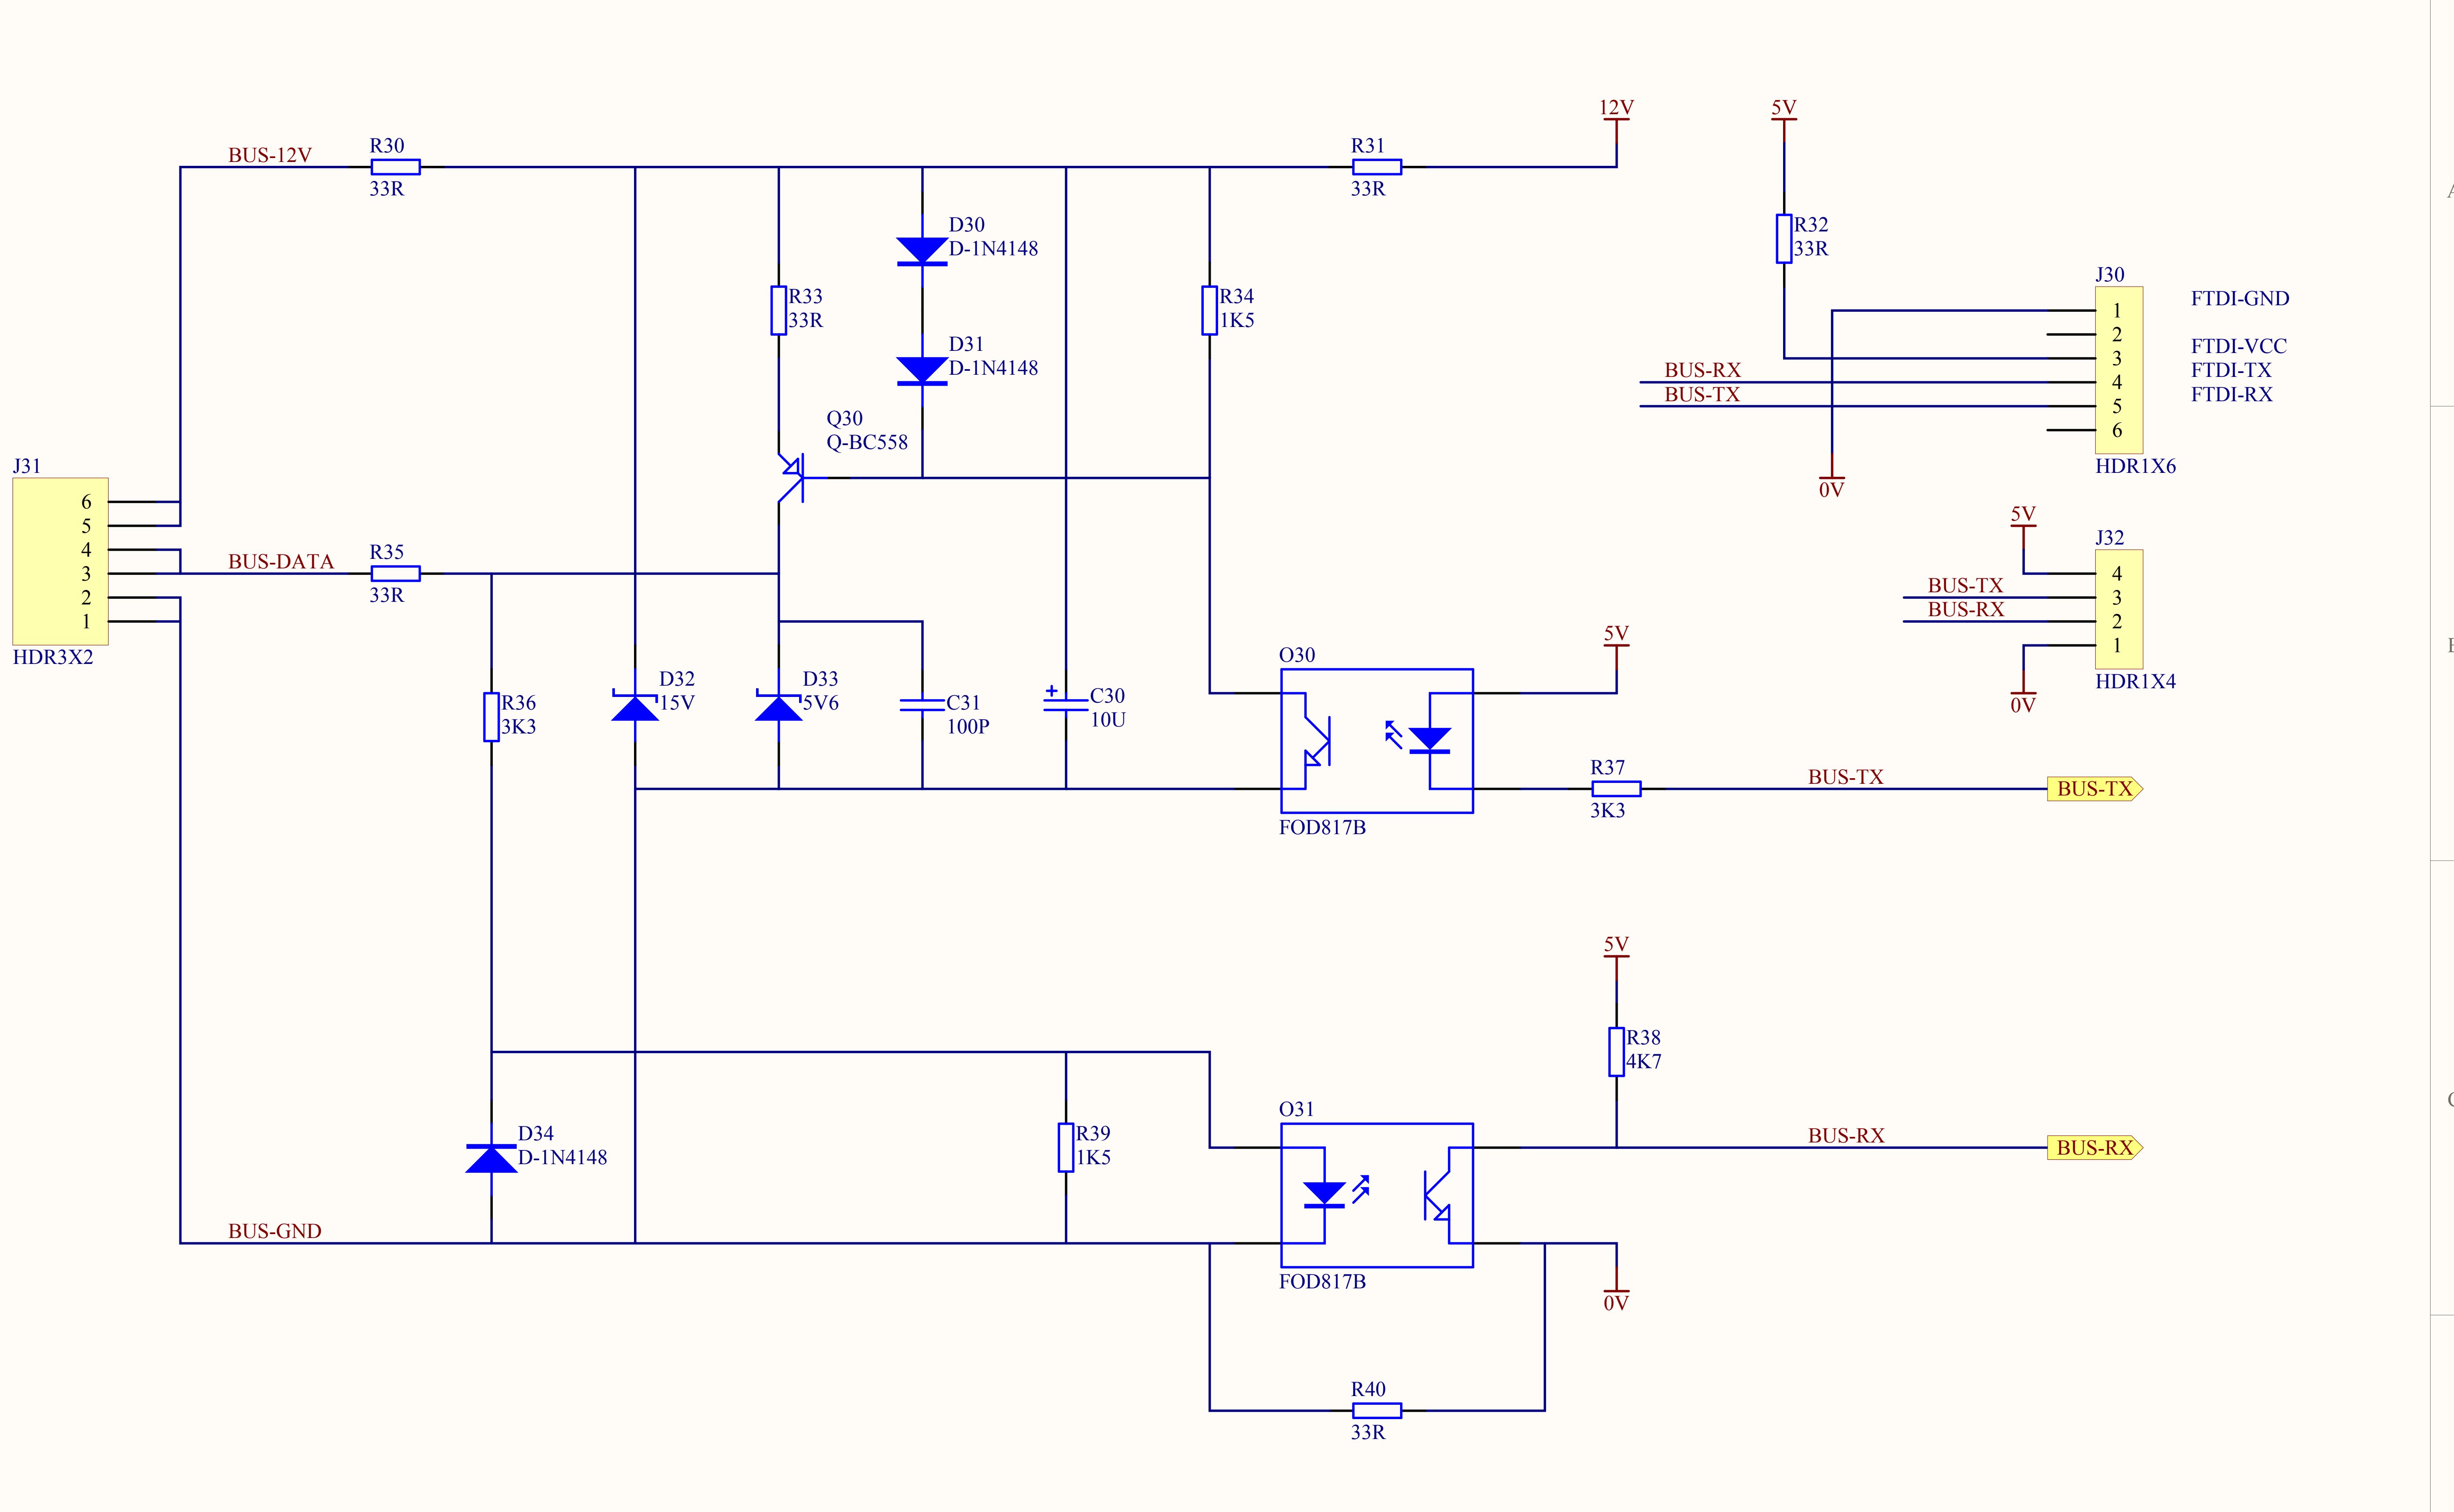 12V
5V
R30
BUS-12V
33R
R31
33R
A
D30
D-1N4148
R32
33R
J30
R33
33R
R34
1K5
FTDI-GND
1
2
D31
D-1N4148
FTDI-VCC
3
BUS-RX
FTDI-TX
4
BUS-TX
FTDI-RX
5
6
Q30
Q-BC558
HDR1X6
0V
J31
6
5
4
3
2
1
HDR3X2
5V
J32
R35
BUS-DATA
33R
4
BUS-TX
3
BUS-RX
2
1
HDR1X4
0V
5V
O30
R36
3K3
D32
15V
D33
5V6
C31
100P
+
C30
10U
R37
3K3
BUS-TX
BUS-TX
FOD817B
5V
R38
4K7
O31
D34
D-1N4148
R39
1K5
BUS-RX
BUS-RX
BUS-GND
FOD817B
0V
R40
33R